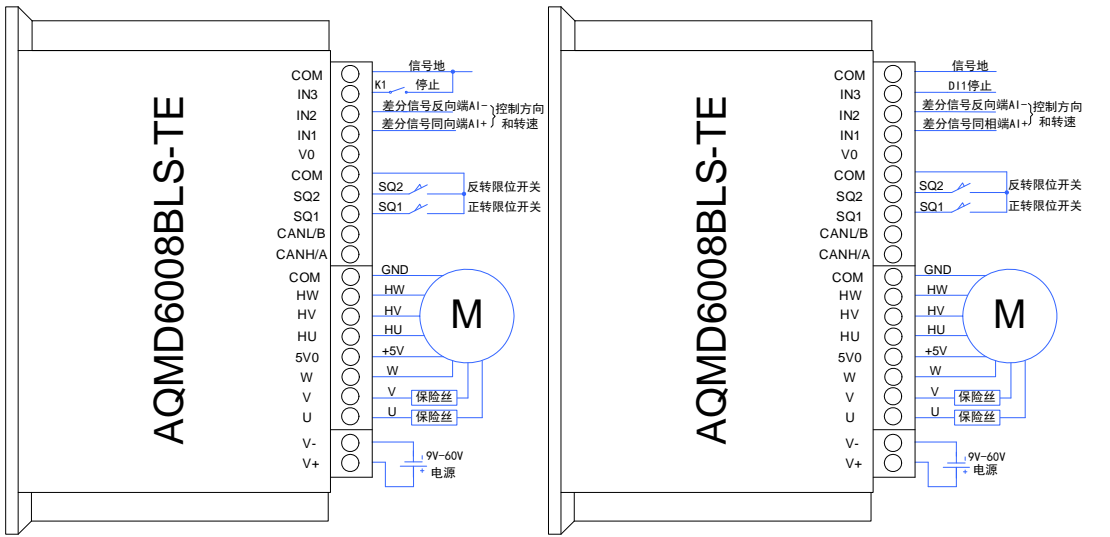 AQMD6008BLS-TE
COM
IN3
IN2
IN1
V0
COM
SQ2
SQ1
CANL/B
CANH/A
COM
HW
HV
HU
5V0
W
V
U
V-
V+
信号地
K1 停止
差分信号反向端AI-
差分信号同向端AI+
控制方向
和转速
SQ2 反转限位开关
SQ1 正转限位开关
GND
HW
HV
HU
+5V
W
V 保险丝
U 保险丝
M
9V-60V
+ 电源
AQMD6008BLS-TE
COM
IN3
IN2
IN1
V0
COM
SQ2
SQ1
CANL/B
CANH/A
COM
HW
HV
HU
5V0
W
V
U
V-
V+
信号地
DI1停止
差分信号反向端AI-
差分信号同相端AI+
控制方向
和转速
SQ2 反转限位开关
SQ1 正转限位开关
GND
HW
HV
HU
+5V
W
V 保险丝
U 保险丝
M
9V-60V
+ 电源